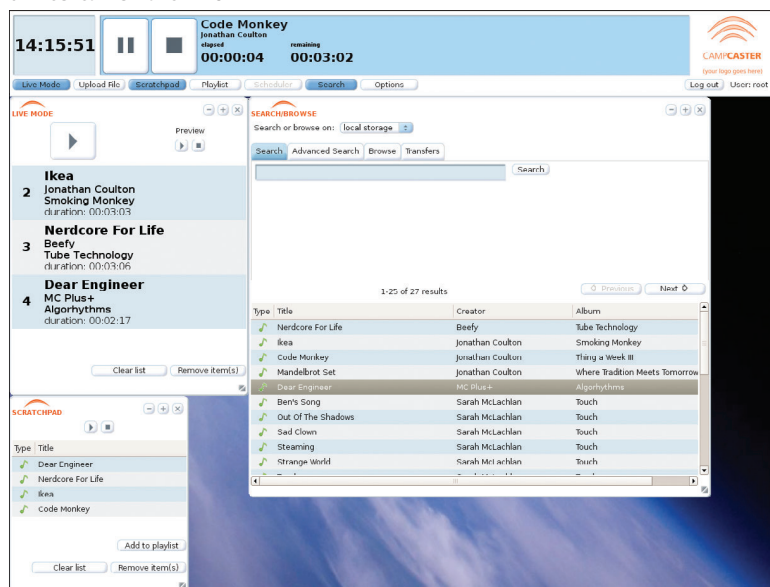 14:15:51
Code Monkey
Jonathan Coulton
elapsed remaining
00:00:04 00:03:02
CAMPCASTER
(your logo goes here)
Live Mode Upload File Scratchpad Playlist Scheduler Search Options Log out User: root
LIVE MODE
Preview
Ikea
2 Jonathan Coulton
Smoking Monkey
duration: 00:03:03
Nerdcore For Life
3 Beefy
Tube Technology
duration: 00:03:06
Dear Engineer
4 MC Plus+
Algorhythms
duration: 00:02:17
Clear list Remove item(s)
SEARCH/BROWSE
Search or browse on: local storage
Search Advanced Search Browse Transfers
Search
1-25 of 27 results Previous Next
Type Title Creator Album
Nerdcore For Life Beefy Tube Technology
Ikea Jonathan Coulton Smoking Monkey
Code Monkey Jonathan Coulton Thing a Week III
Mandelbrot Set Jonathan Coulton Where Tradition Meets Tomorrow
Dear Engineer MC Plus+ Algorhythms
Ben's Song Sarah McLachlan Touch
Out Of The Shadows Sarah McLachlan Touch
Sad Clown Sarah McLachlan Touch
Steaming Sarah McLachlan Touch
Strange World Sarah McLachlan Touch
SCRATCHPAD
Type Title
Dear Engineer
Nerdcore For Life
Ikea
Code Monkey
Add to playlist
Clear list Remove item(s)